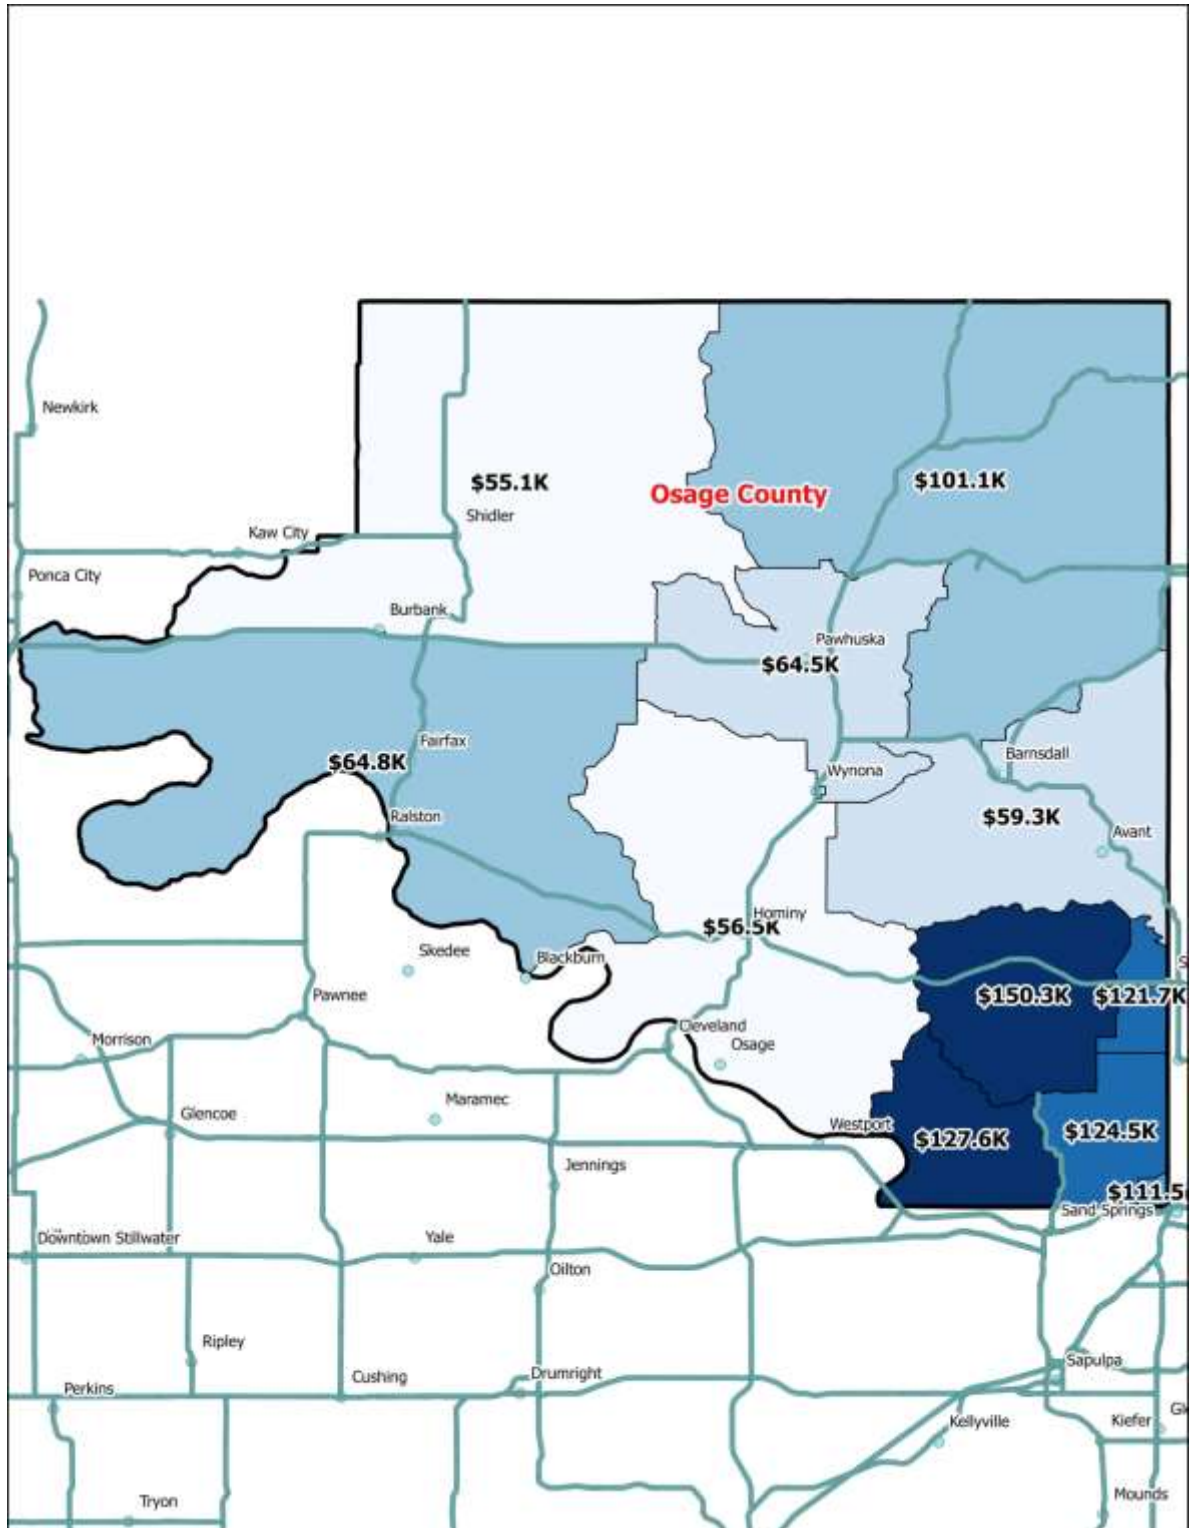 Newkirk
$55.1K
$101.1K
Osage County
Shidler
Kaw City
Ponca City
Burbank
Pawhuska
$64.5K
Fairfax
$64.8K
Barnsdall
Wynona
Ralston
$59.3K
Avant
Hominy
$56.5K
Skedee
Blackburn
S
Pawnee
$150.3K
$121.7K
Cleveland
Morrison
Osage
Maramec
Glencoe
Westport
$127.6K
$124.5K
Jennings
$111.5
Sand Springs
Downtown Stillwater
Yale
Oilton
Ripley
Sapulpa
Cushing
Drumright
Perkins
Kellyville
Kiefer
Gl
Mounds
Tryon